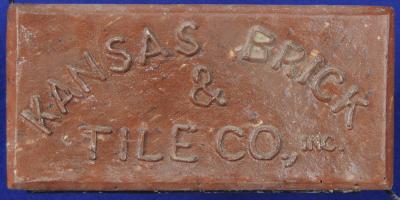 KANSAS BRICK
&
TILE CO., INC.